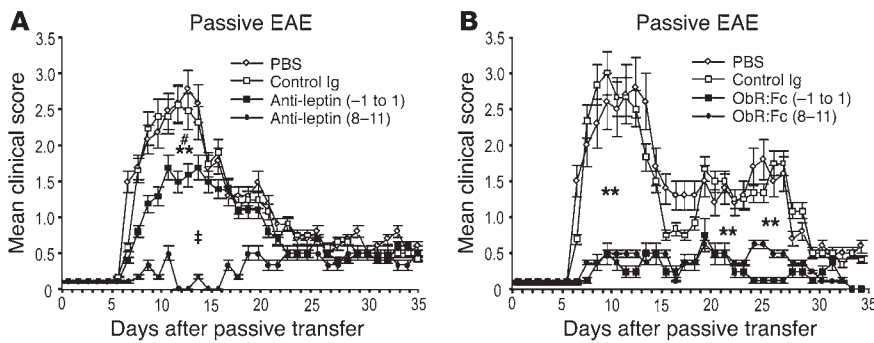 A
Passive EAE
Mean clinical score
3.5
3.0
2.5
2.0
1.5
1.0
0.5
0
PBS
Control Ig
Anti-leptin (–1 to 1)
Anti-leptin (8–11)
#
**
‡
0 5 10 15 20 25 30 35
Days after passive transfer
B
Passive EAE
Mean clinical score
3.5
3.0
2.5
2.0
1.5
1.0
0.5
0
PBS
Control Ig
ObR:Fc (–1 to 1)
ObR:Fc (8–11)
**
**
**
0 5 10 15 20 25 30 35
Days after passive transfer